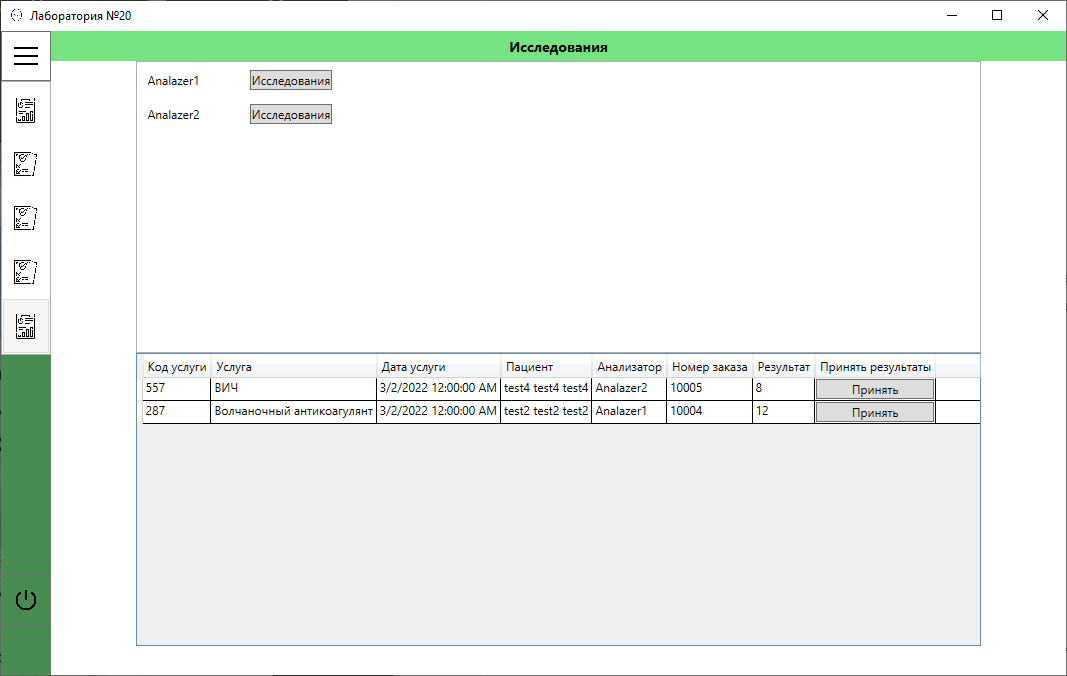 Лаборатория №20
Исследования
Analazer1 Исследования
Analazer2 Исследования
Код услуги Услуга Дата услуги Пациент Анализатор Номер заказа Результат Принять результаты
557 ВИЧ 3/2/2022 12:00:00 AM test4 test4 test4 Analazer2 10005 8 Принять
287 Волчаночный антикоагулянт 3/2/2022 12:00:00 AM test2 test2 test2 Analazer1 10004 12 Принять